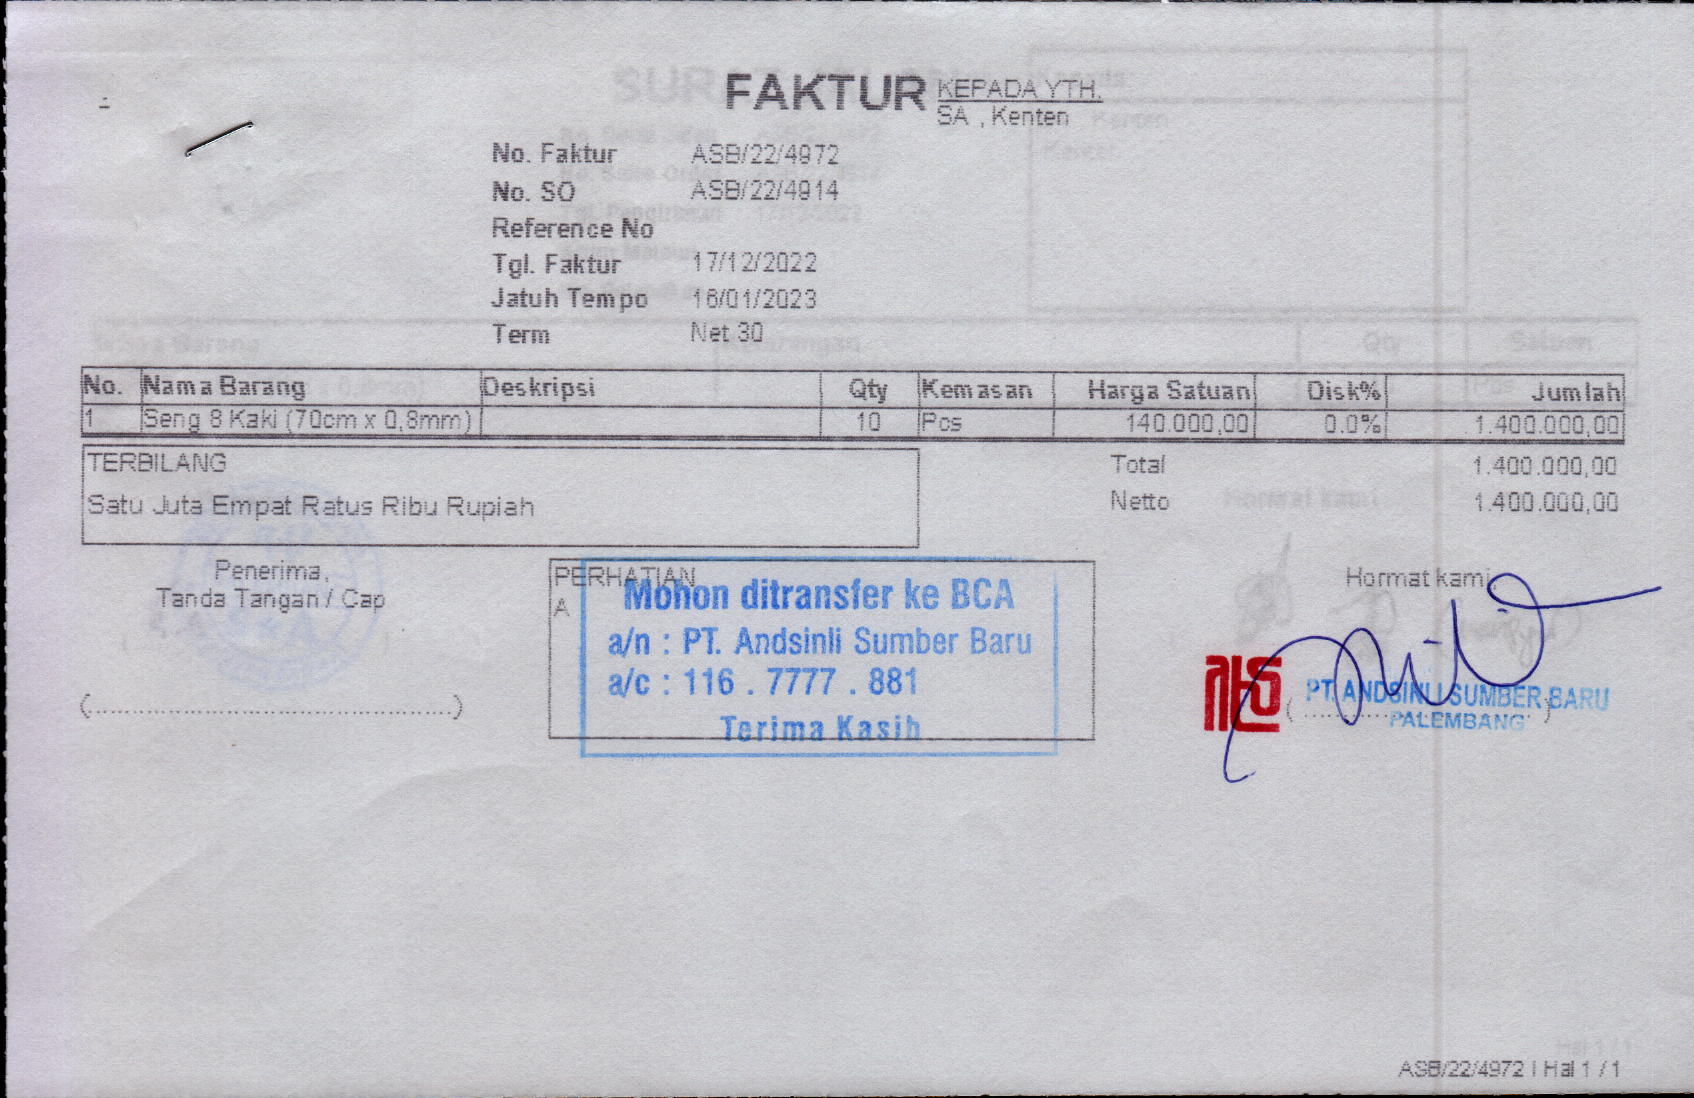 FAKTUR
KEPADA YTH.
SA , Kenten
No. Faktur ASB/22/4972
No. SO ASB/22/4914
Reference No
Tgl. Faktur 17/12/2022
Jatuh Tempo 16/01/2023
Term Net 30
No. Nama Barang Deskripsi Qty Kemasan Harga Satuan Disk% Jumlah
1 Seng 8 Kaki (70cm x 0,8mm) 10 Pcs 140.000,00 0.0% 1.400.000,00
TERBILANG
Satu Juta Empat Ratus Ribu Rupiah
Total 1.400.000,00
Netto 1.400.000,00
Penerima,
Tanda Tangan / Cap
(......................................................)
PERHATIAN
A
Mohon ditransfer ke BCA
a/n : PT. Andsinli Sumber Baru
a/c : 116 . 7777 . 881
Terima Kasih
Hormat kami,
PT. ANDSINLI SUMBER BARU
PALEMBANG
ASB/22/4972 | Hal 1 / 1